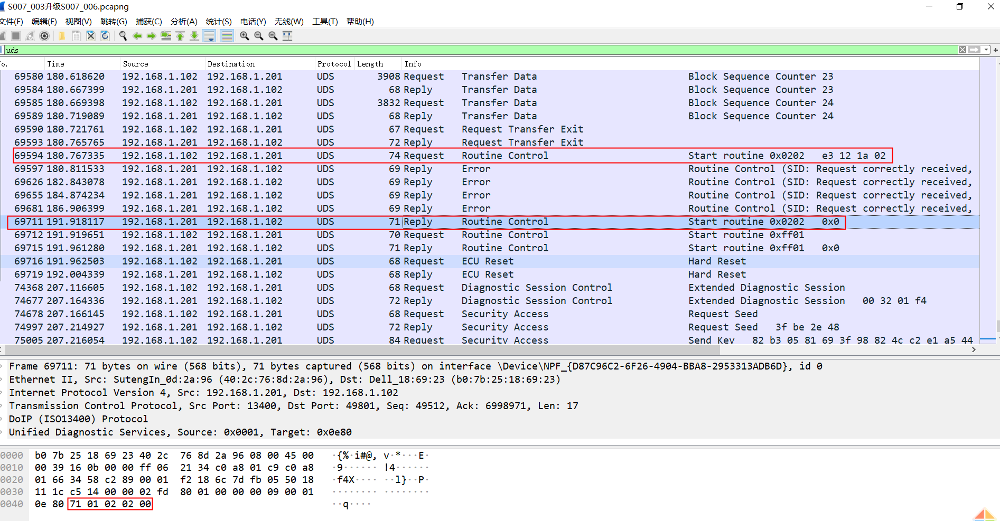 S007_003升级S007_006.pcapng
文件(F) 编辑(E) 视图(V) 跳转(G) 捕获(C) 分析(A) 统计(S) 电话(Y) 无线(W) 工具(T) 帮助(H)
uds
o. Time Source Destination Protocol Length Info
69580 180.618620 192.168.1.102 192.168.1.201 UDS 3908 Request Transfer Data Block Sequence Counter 23
69584 180.667399 192.168.1.201 192.168.1.102 UDS 68 Reply Transfer Data Block Sequence Counter 23
69585 180.669398 192.168.1.102 192.168.1.201 UDS 3832 Request Transfer Data Block Sequence Counter 24
69589 180.719089 192.168.1.201 192.168.1.102 UDS 68 Reply Transfer Data Block Sequence Counter 24
69590 180.721761 192.168.1.102 192.168.1.201 UDS 67 Request Request Transfer Exit
69593 180.765765 192.168.1.201 192.168.1.102 UDS 72 Reply Request Transfer Exit
69594 180.767335 192.168.1.102 192.168.1.201 UDS 74 Request Routine Control Start routine 0x0202 e3 12 1a 02
69597 180.811533 192.168.1.201 192.168.1.102 UDS 69 Reply Error Routine Control (SID: Request correctly received,
69626 182.843078 192.168.1.201 192.168.1.102 UDS 69 Reply Error Routine Control (SID: Request correctly received,
69655 184.874234 192.168.1.201 192.168.1.102 UDS 69 Reply Error Routine Control (SID: Request correctly received,
69681 186.906399 192.168.1.201 192.168.1.102 UDS 69 Reply Error Routine Control (SID: Request correctly received,
69711 191.918117 192.168.1.201 192.168.1.102 UDS 71 Reply Routine Control Start routine 0x0202 0x0
69712 191.919651 192.168.1.102 192.168.1.201 UDS 70 Request Routine Control Start routine 0xff01
69715 191.961280 192.168.1.201 192.168.1.102 UDS 71 Reply Routine Control Start routine 0xff01 0x0
69716 191.962503 192.168.1.102 192.168.1.201 UDS 68 Request ECU Reset Hard Reset
69719 192.004339 192.168.1.201 192.168.1.102 UDS 68 Reply ECU Reset Hard Reset
74368 207.116605 192.168.1.102 192.168.1.201 UDS 68 Request Diagnostic Session Control Extended Diagnostic Session
74677 207.164336 192.168.1.201 192.168.1.102 UDS 72 Reply Diagnostic Session Control Extended Diagnostic Session 00 32 01 f4
74678 207.166145 192.168.1.102 192.168.1.201 UDS 68 Request Security Access Request Seed
74997 207.214927 192.168.1.201 192.168.1.102 UDS 72 Reply Security Access Request Seed 3f be 2e 48
75005 207.216054 192.168.1.102 192.168.1.201 UDS 84 Request Security Access Send Key 82 b3 05 81 69 3f 98 82 4c c2 e1 a5 44
Frame 69711: 71 bytes on wire (568 bits), 71 bytes captured (568 bits) on interface \Device\NPF_{D87C96C2-6F26-4904-BBA8-2953313ADB6D}, id 0
Ethernet II, Src: SutengIn_0d:2a:96 (40:2c:76:8d:2a:96), Dst: Dell_18:69:23 (b0:7b:25:18:69:23)
Internet Protocol Version 4, Src: 192.168.1.201, Dst: 192.168.1.102
Transmission Control Protocol, Src Port: 13400, Dst Port: 49801, Seq: 49512, Ack: 6998971, Len: 17
DoIP (ISO13400) Protocol
Unified Diagnostic Services, Source: 0x0001, Target: 0x0e80
0000 b0 7b 25 18 69 23 40 2c 76 8d 2a 96 08 00 45 00 ·{%·i#@, v·*···E·
0010 00 39 16 0b 00 00 ff 06 21 34 c0 a8 01 c9 c0 a8 ·9······ !4······
0020 01 66 34 58 c2 89 00 01 f2 18 6c 7d fb 05 50 18 ·f4X···· ··l}··P·
0030 11 1c c5 14 00 00 02 fd 80 01 00 00 00 09 00 01 ········ ········
0040 0e 80 71 01 02 02 00 ··q····